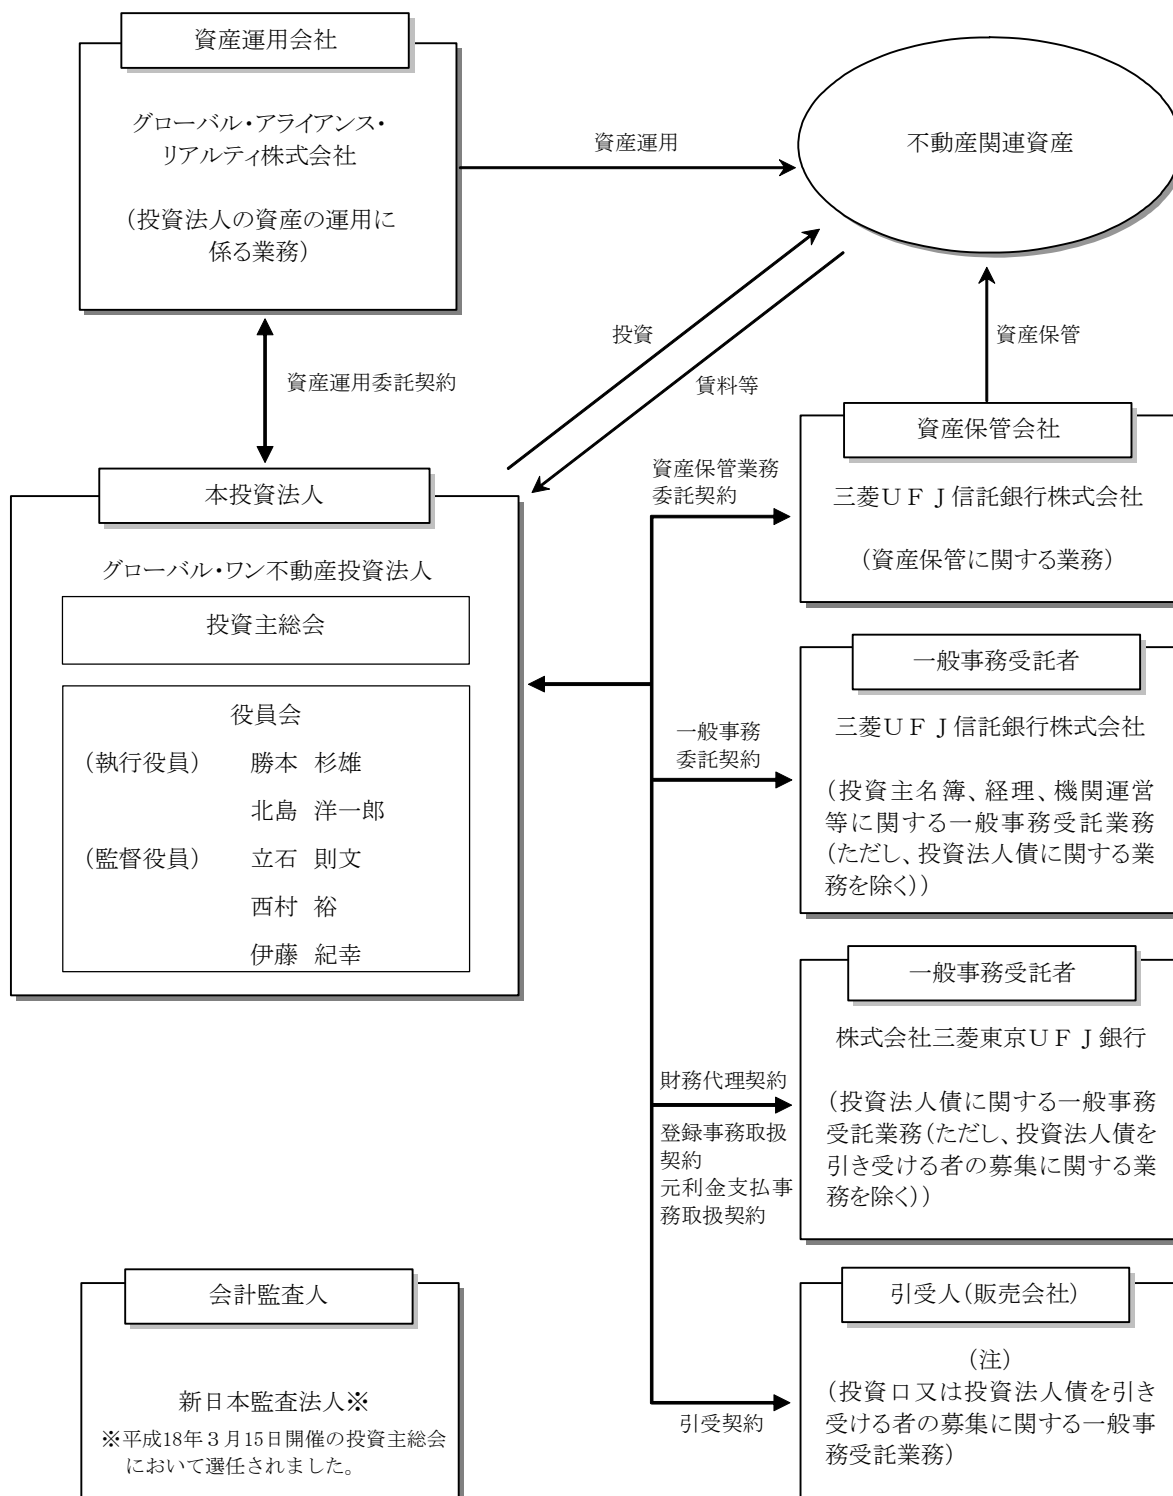 資産運用会社
グローバル・アライアンス・
リアルティ株式会社
(投資法人の資産の運用に
係る業務)
資産運用
不動産関連資産
投資
賃料等
資産保管
資産運用委託契約
本投資法人
グローバル・ワン不動産投資法人
投資主総会
役員会
(執行役員) 勝本 杉雄
北島 洋一郎
(監督役員) 立石 則文
西村 裕
伊藤 紀幸
資産保管業務
委託契約
資産保管会社
三菱UFJ信託銀行株式会社
(資産保管に関する業務)
一般事務
委託契約
一般事務受託者
三菱UFJ信託銀行株式会社
(投資主名簿、経理、機関運営
等に関する一般事務受託業務
(ただし、投資法人債に関する業
務を除く))
財務代理契約
登録事務取扱
契約
元利金支払事
務取扱契約
一般事務受託者
株式会社三菱東京UFJ銀行
(投資法人債に関する一般事務
受託業務(ただし、投資法人債を
引き受ける者の募集に関する業
務を除く))
引受契約
引受人(販売会社)
(注)
(投資口又は投資法人債を引き
受ける者の募集に関する一般事
務受託業務)
会計監査人
新日本監査法人※
※平成18年3月15日開催の投資主総会
において選任されました。